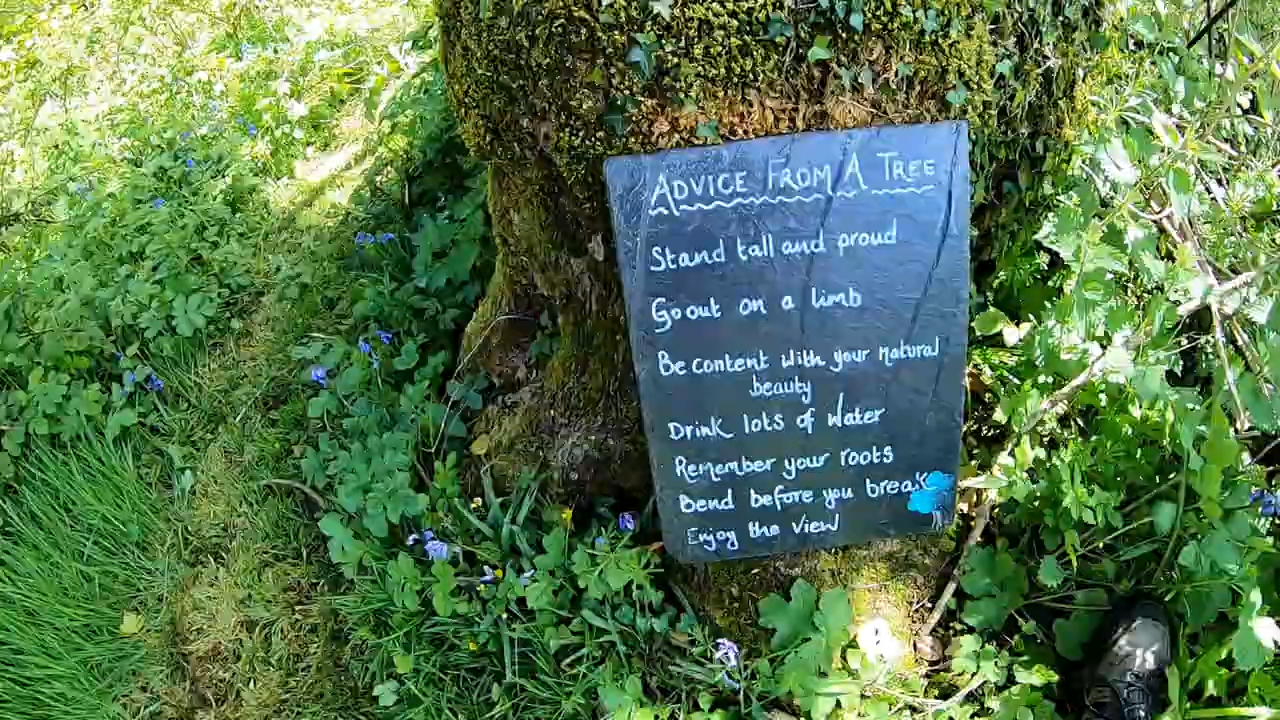 ADVICE FROM A TREE
Stand tall and proud
Go out on a limb
Be content with your natural
beauty
Drink lots of water
Remember your roots
Bend before you break
Enjoy the view